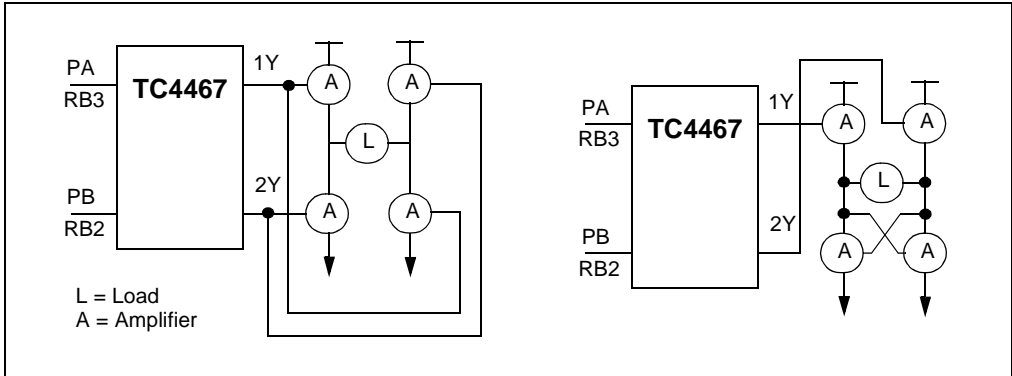 PA
RB3
TC4467
1Y
A
A
L
PB
RB2
2Y
A
A
L = Load
A = Amplifier
PA
RB3
TC4467
1Y
A
A
L
PB
RB2
2Y
A
A